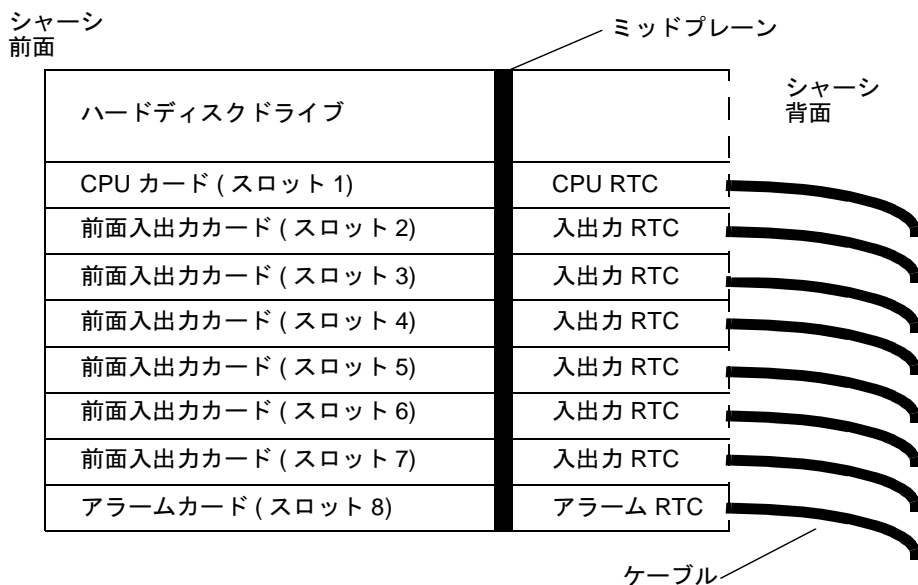 シャーシ
前面
ミッドプレーン
シャーシ
背面
ハードディスクドライブ
CPU カード ( スロット 1)
CPU RTC
前面入出力カード ( スロット 2)
入出力 RTC
前面入出力カード ( スロット 3)
入出力 RTC
前面入出力カード ( スロット 4)
入出力 RTC
前面入出力カード ( スロット 5)
入出力 RTC
前面入出力カード ( スロット 6)
入出力 RTC
前面入出力カード ( スロット 7)
入出力 RTC
アラームカード ( スロット 8)
アラーム RTC
ケーブル